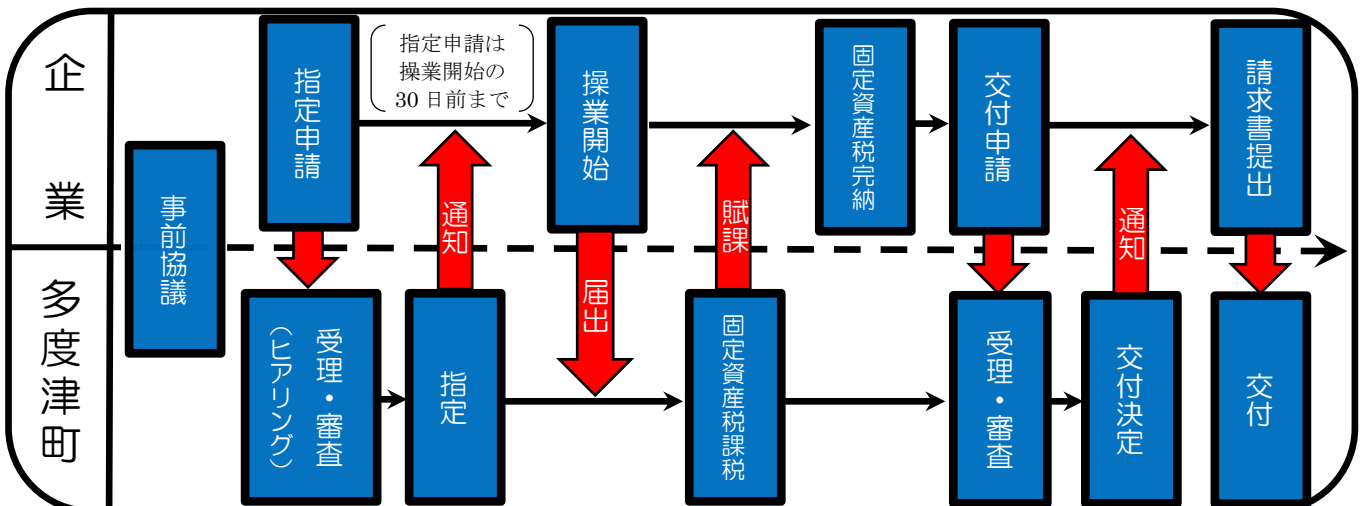 企業
事前協議
指定申請
指定申請は
操業開始の
30日前まで
操業開始
固定資産税完納
交付申請
請求書提出
通知
届出
賦課
通知
多度津町
受理・審査
（ヒアリング）
指定
固定資産税課税
受理・審査
交付決定
交付